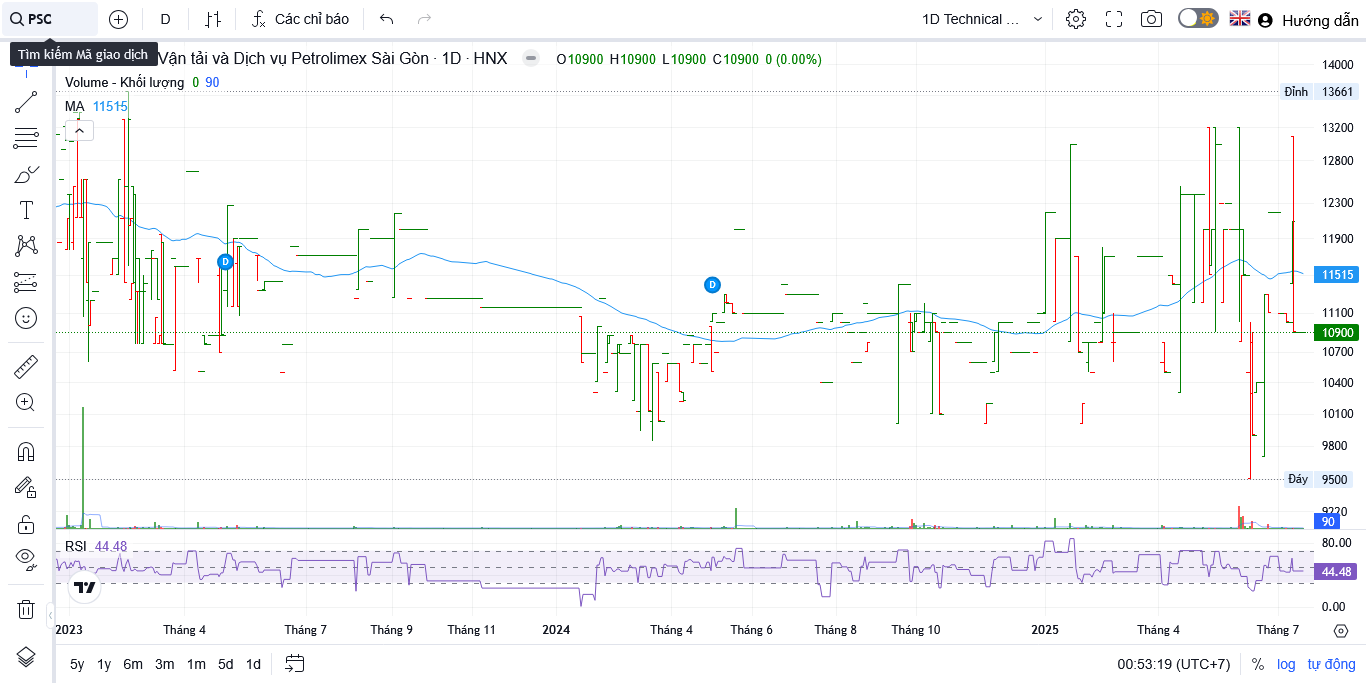 PSC
D
Các chỉ báo
1D Technical ...
Hướng dẫn
Tìm kiếm Mã giao dịch
Vận tải và Dịch vụ Petrolimex Sài Gòn · 1D · HNX
O10900 H10900 L10900 C10900 0 (0.00%)
Volume - Khối lượng 0 90
MA 11515
14000
Đỉnh 13661
13200
12800
12300
11900
11515
11100
10900
10700
10400
10100
9800
Đáy 9500
9220
90
D
D
RSI 44.48
80.00
44.48
0.00
2023 Tháng 4 Tháng 7 Tháng 9 Tháng 11 2024 Tháng 4 Tháng 6 Tháng 8 Tháng 10 2025 Tháng 4 Tháng 7
5y 1y 6m 3m 1m 5d 1d
00:53:19 (UTC+7) % log tự động